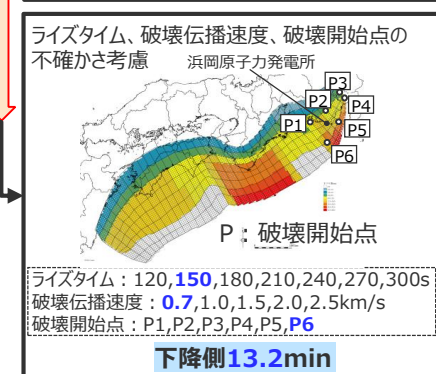 ライズタイム、破壊伝播速度、破壊開始点の
不確かさ考慮
浜岡原子力発電所
P3
P2
P4
P1
P5
P6
P：破壊開始点
ライズタイム：120,150,180,210,240,270,300s
破壊伝播速度：0.7,1.0,1.5,2.0,2.5km/s
破壊開始点：P1,P2,P3,P4,P5,P6
下降側13.2min